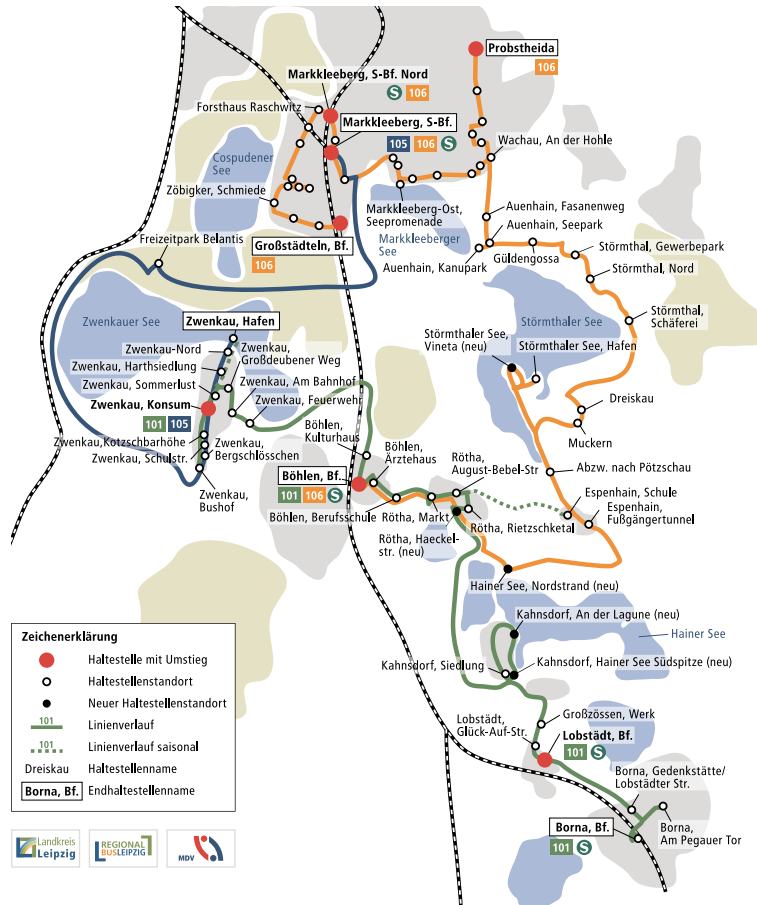 Probstheida
106
Markkleeberg, S-Bf. Nord
S 106
Forsthaus Raschwitz
Markkleeberg, S-Bf.
105 106 S
Wachau, An der Hohle
Cospudener
See
Zöbigker, Schmiede
Markkleeberg-Ost,
Seepromenade
Auenhain, Fasanenweg
Auenhain, Seepark
Markkleeberger
See
Großstädteln, Bf.
106
Freizeitpark Belantis
Auenhain, Kanupark
Güldengossa
Störmthal, Gewerbepark
Störmthal, Nord
Störmthal,
Schäferei
Zwenkauer See
Zwenkau, Hafen
Störmthaler See
Störmthaler See,
Vineta (neu)
Störmthaler See, Hafen
Zwenkau-Nord
Zwenkau,
Großdeubener Weg
Zwenkau, Harthsiedlung
Zwenkau, Sommerlust
Zwenkau, Am Bahnhof
Zwenkau, Feuerwehr
Zwenkau, Konsum
101 105
Dreiskau
Muckern
Zwenkau,Kotzschbarhöhe
Zwenkau, Schulstr.
Zwenkau,
Bergschlösschen
Zwenkau,
Bushof
Böhlen,
Kulturhaus
Böhlen,
Ärztehaus
Böhlen, Bf.
101 106 S
Böhlen, Berufsschule
Rötha,
August-Bebel-Str
Abzw. nach Pötzschau
Espenhain, Schule
Espenhain,
Fußgängertunnel
Rötha, Markt
Rötha, Rietzschketal
Rötha, Haeckel-
str. (neu)
Hainer See, Nordstrand (neu)
Kahnsdorf, An der Lagune (neu)
Hainer See
Kahnsdorf, Siedlung
Kahnsdorf, Hainer See Südspitze (neu)
Großzössen, Werk
Lobstädt,
Glück-Auf-Str.
Lobstädt, Bf.
101 S
Borna, Gedenkstätte/
Lobstädter Str.
Borna, Bf.
101 S
Borna,
Am Pegauer Tor
Zeichenerklärung
Haltestelle mit Umstieg
Haltestellenstandort
Neuer Haltestellenstandort
101 Linienverlauf
101 Linienverlauf saisonal
Dreiskau Haltestellenname
Borna, Bf. Endhaltestellenname
Landkreis
Leipzig
REGIONAL
BUSLEIPZIG
MDV